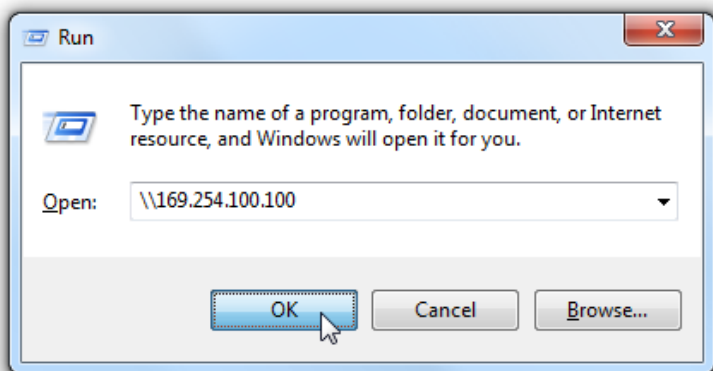 Run
Type the name of a program, folder, document, or Internet
resource, and Windows will open it for you.
Open: \\169.254.100.100
OK Cancel Browse...